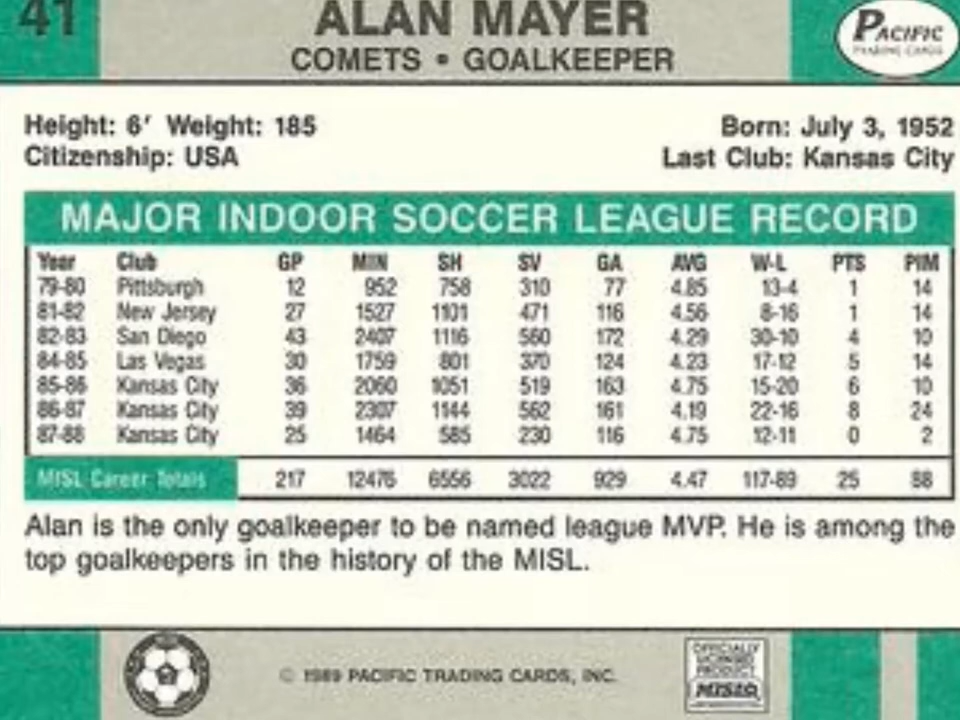 41
ALAN MAYER
COMETS • GOALKEEPER
PACIFIC
TRADING CARDS
Height: 6′ Weight: 185
Born: July 3, 1952
Citizenship: USA
Last Club: Kansas City
MAJOR INDOOR SOCCER LEAGUE RECORD
Year Club GP MIN SH SV GA AVG W-L PTS PIM
79-80 Pittsburgh 12 952 758 310 77 4.85 13-4 1 14
81-82 New Jersey 27 1527 1101 471 116 4.56 8-16 1 14
82-83 San Diego 43 2407 1116 560 172 4.29 30-10 4 10
84-85 Las Vegas 30 1759 801 370 124 4.23 17-12 5 14
85-86 Kansas City 36 2060 1051 519 163 4.75 15-20 6 10
86-87 Kansas City 39 2307 1144 562 161 4.19 22-16 8 24
87-88 Kansas City 25 1464 585 230 116 4.75 12-11 0 2
MISL Career Totals 217 12476 6556 3022 929 4.47 117-89 25 88
Alan is the only goalkeeper to be named league MVP. He is among the
top goalkeepers in the history of the MISL.
© 1989 PACIFIC TRADING CARDS, INC.
OFFICIALLY
LICENSED
PRODUCT